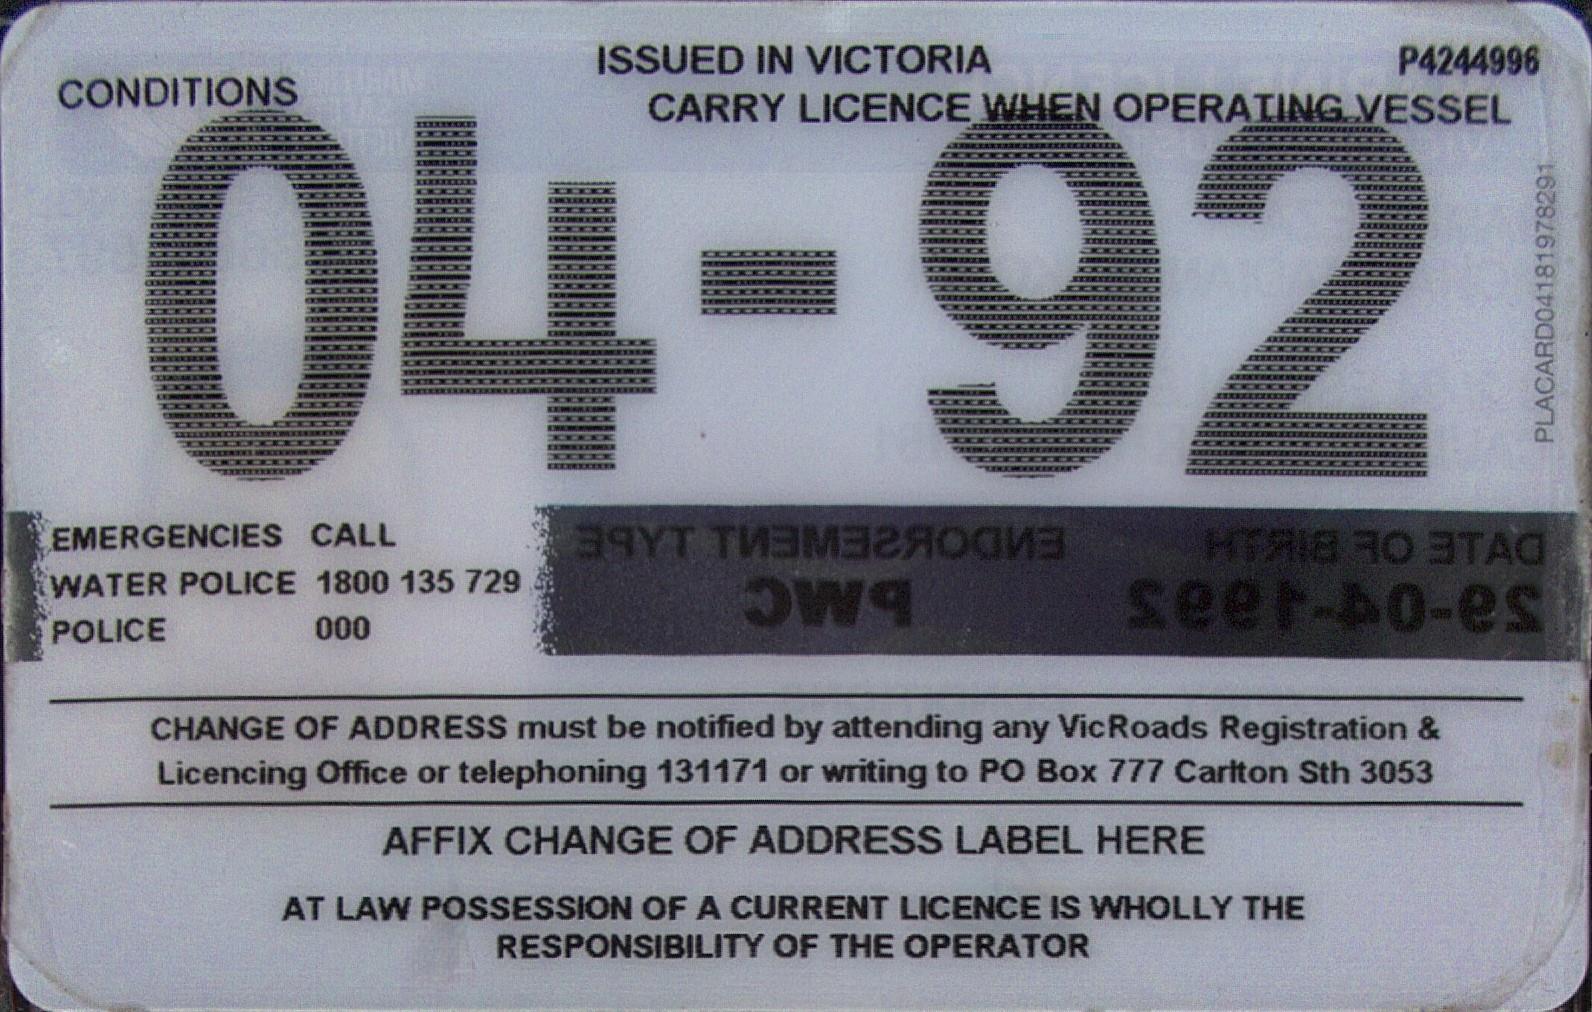 ISSUED IN VICTORIA
P4244996
CONDITIONS
CARRY LICENCE WHEN OPERATING VESSEL
04-92
PLACARD04181978291
EMERGENCIES CALL
WATER POLICE 1800 135 729
POLICE 000
ENDORSEMENT TYPE DATE OF BIRTH
PWC 29-04-1992
CHANGE OF ADDRESS must be notified by attending any VicRoads Registration &
Licencing Office or telephoning 131171 or writing to PO Box 777 Carlton Sth 3053
AFFIX CHANGE OF ADDRESS LABEL HERE
AT LAW POSSESSION OF A CURRENT LICENCE IS WHOLLY THE
RESPONSIBILITY OF THE OPERATOR